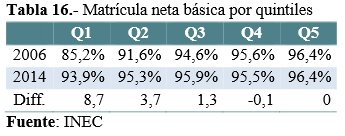 Tabla 16.- Matrícula neta básica por quintiles
Q1 Q2 Q3 Q4 Q5
2006 85,2% 91,6% 94,6% 95,6% 96,4%
2014 93,9% 95,3% 95,9% 95,5% 96,4%
Diff. 8,7 3,7 1,3 -0,1 0
Fuente: INEC